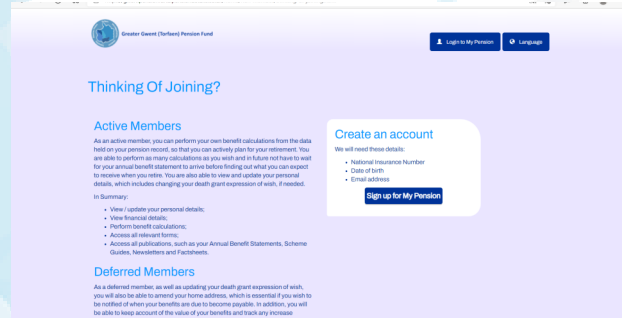 Greater Gwent (Torfaen) Pension Fund
Login to My Pension
Language
Thinking Of Joining?
Active Members
As an active member, you can perform your own benefit calculations from the data
held on your pension record, so that you can actively plan for your retirement. You
are able to perform as many calculations as you wish and in future not have to wait
for your annual benefit statement to arrive before finding out what you can expect
to receive when you retire. You are also able to view and update your personal
details, which includes changing your death grant expression of wish, if needed.
In Summary:
• View / update your personal details;
• View financial details;
• Perform benefit calculations;
• Access all relevant forms;
• Access all publications, such as your Annual Benefit Statements, Scheme
Guides, Newsletters and Factsheets.
Deferred Members
As a deferred member, as well as updating your death grant expression of wish,
you will also be able to amend your home address, which is essential if you wish to
be notified of when your benefits are due to become payable. In addition, you will
be able to keep account of the value of your benefits and track any increase
Create an account
We will need these details:
• National Insurance Number
• Date of birth
• Email address
Sign up for My Pension